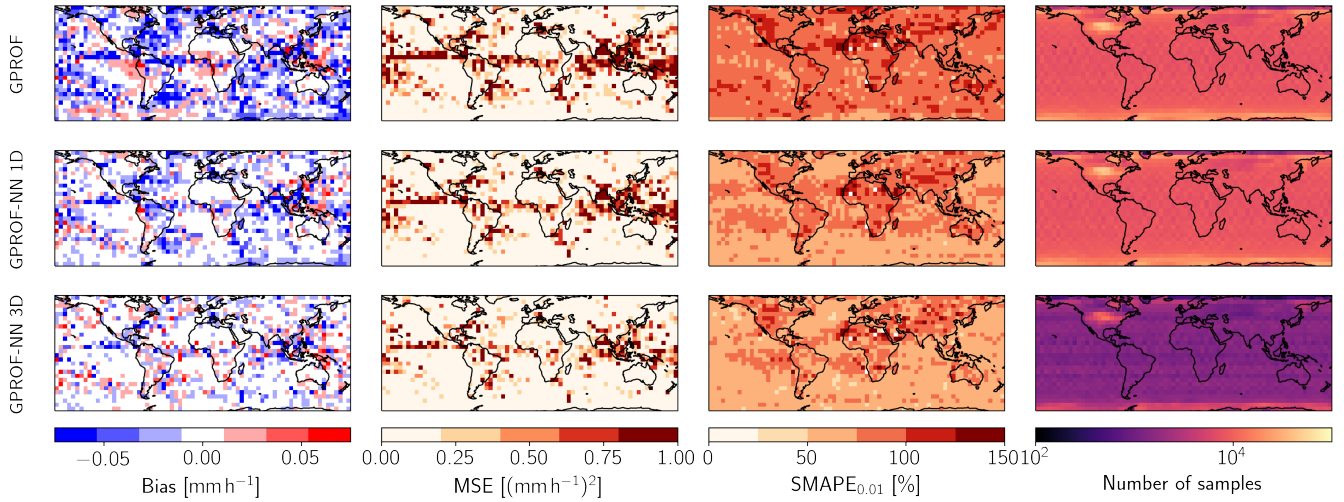 GPROF
GPROF-NN 1D
GPROF-NN 3D
−0.05 0.00 0.05
Bias [mm h⁻¹]
0.00 0.25 0.50 0.75 1.00
MSE [(mm h⁻¹)²]
0 50 100 150
SMAPE₀.₀₁ [%]
10² 10⁴
Number of samples